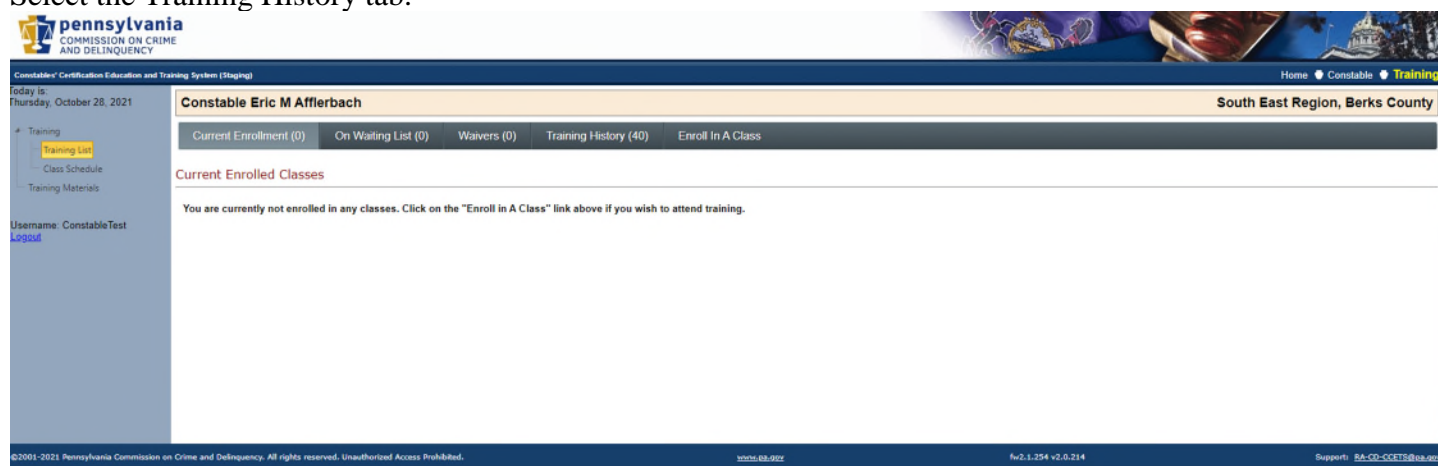 Select the Training History tab.
pennsylvania
COMMISSION ON CRIME
AND DELINQUENCY
Constables' Certification Education and Training System (Staging)
Home Constable Training
Today is:
Thursday, October 28, 2021
Constable Eric M Afflerbach
South East Region, Berks County
Training
Training List
Class Schedule
Training Materials
Current Enrollment (0) On Waiting List (0) Waivers (0) Training History (40) Enroll In A Class
Current Enrolled Classes
You are currently not enrolled in any classes. Click on the "Enroll in A Class" link above if you wish to attend training.
Username: ConstableTest
Logout
©2001-2021 Pennsylvania Commission on Crime and Delinquency. All rights reserved. Unauthorized Access Prohibited.
www.pa.gov
fw2.1.254 v2.0.214
Support: RA-CD-CCETS@pa.gov